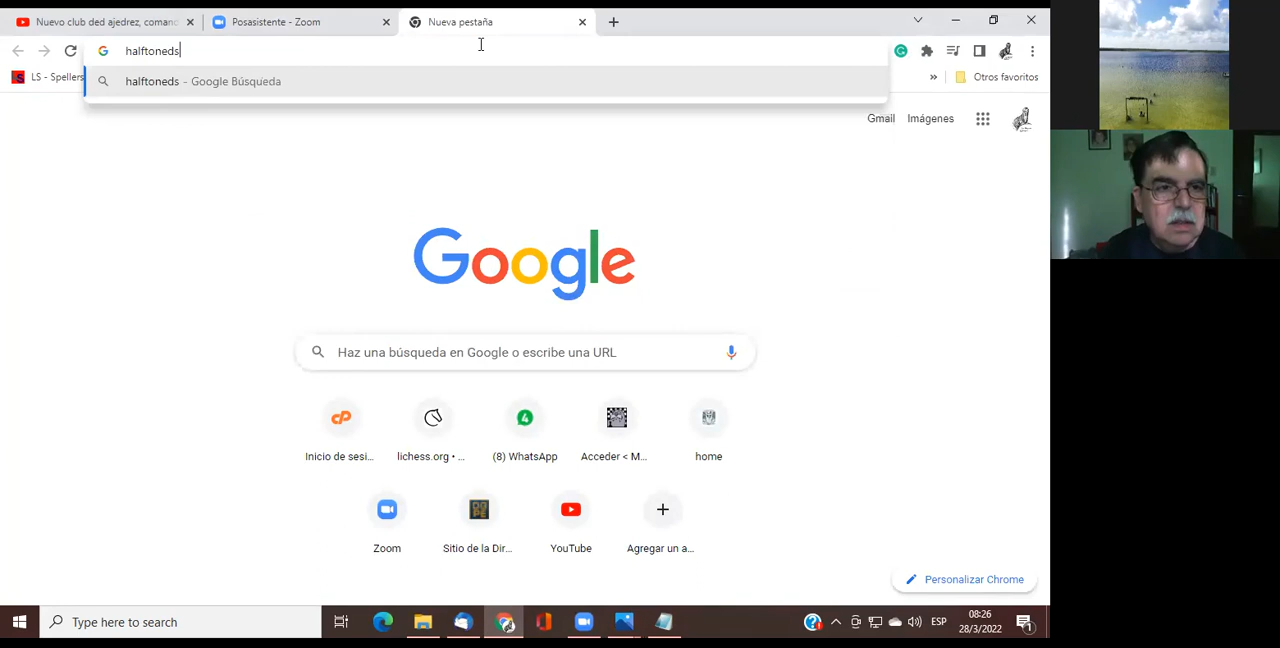 Nuevo club ded ajedrez, comand
Posasistente - Zoom
Nueva pestaña
halftoneds
LS - Spellers
halftoneds - Google Búsqueda
»
Otros favoritos
Gmail
Imágenes
Google
Haz una búsqueda en Google o escribe una URL
cP
4
Inicio de sesi...
lichess.org • ...
(8) WhatsApp
Acceder < M...
home
Zoom
Sitio de la Dir...
YouTube
Agregar un a...
Personalizar Chrome
Type here to search
ESP
08:26
28/3/2022
1